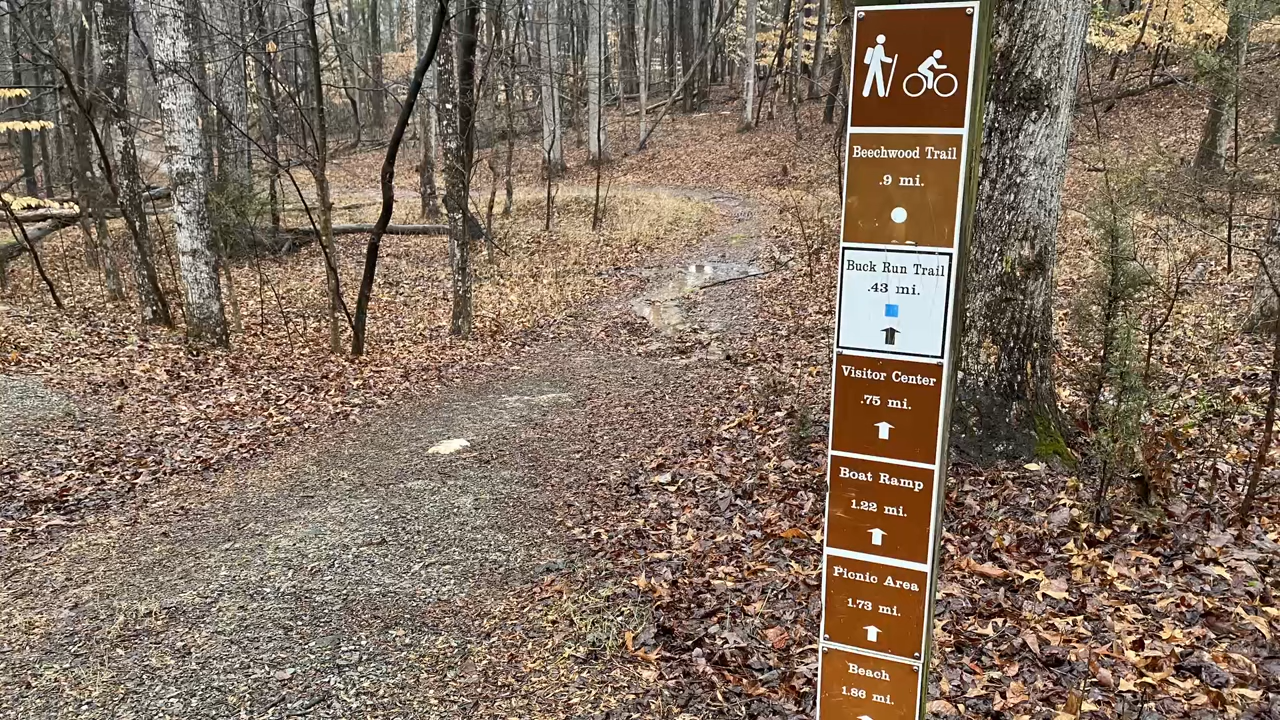 Beechwood Trail
.9 mi.
Buck Run Trail
.43 mi.
Visitor Center
.75 mi.
Boat Ramp
1.22 mi.
Picnic Area
1.73 mi.
Beach
1.86 mi.